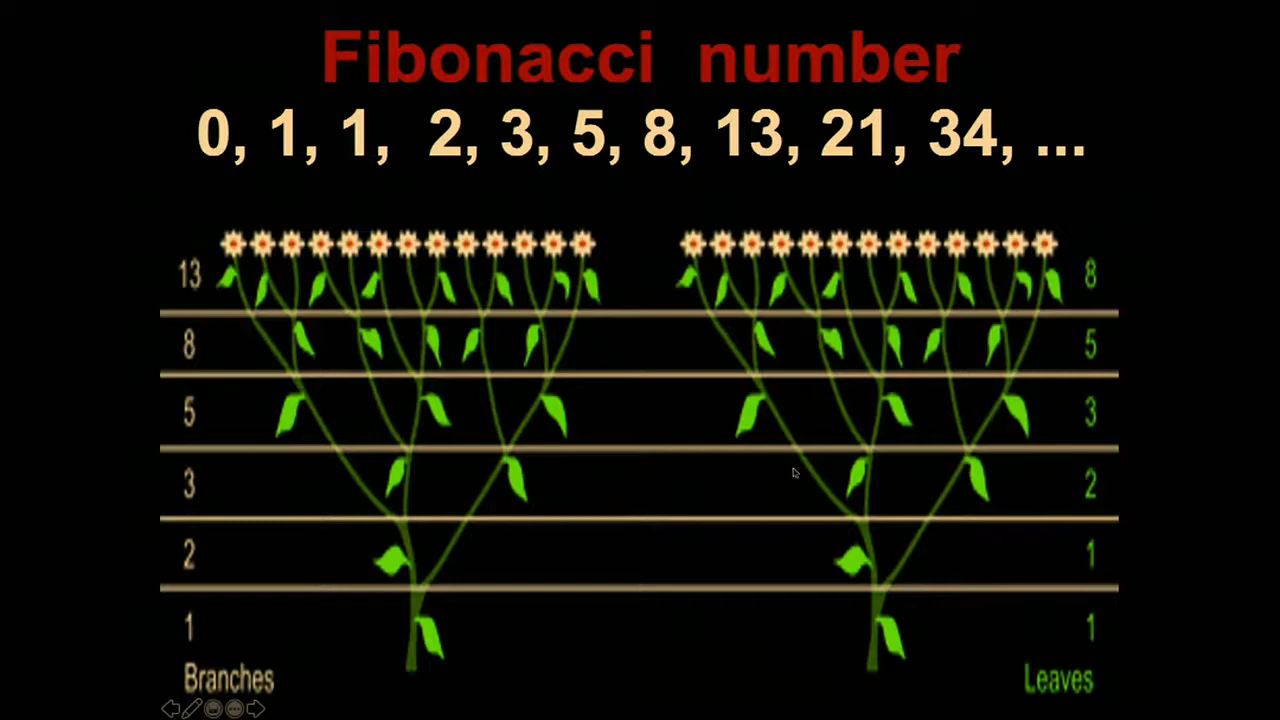 Fibonacci number
0, 1, 1, 2, 3, 5, 8, 13, 21, 34, ...
13 8
8 5
5 3
3 2
2 1
1 1
Branches Leaves